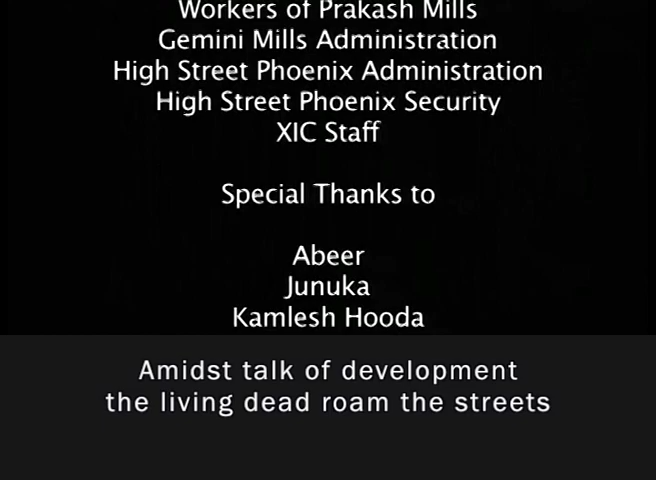 Workers of Prakash Mills
Gemini Mills Administration
High Street Phoenix Administration
High Street Phoenix Security
XIC Staff
Special Thanks to
Abeer
Junuka
Kamlesh Hooda
Amidst talk of development
the living dead roam the streets